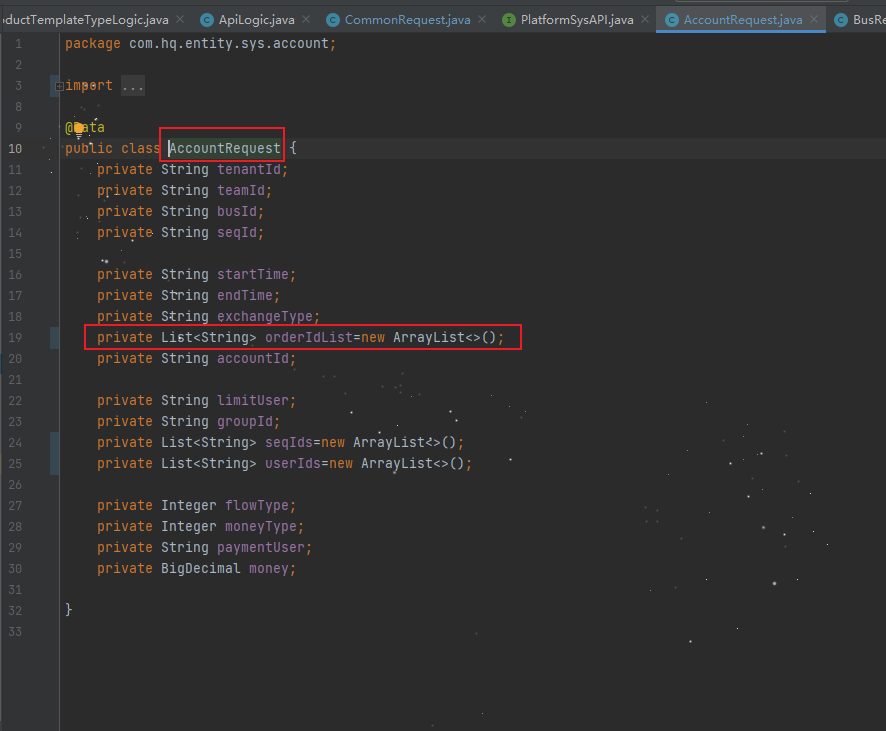 oductTemplateTypeLogic.java ApiLogic.java CommonRequest.java PlatformSysAPI.java AccountRequest.java BusRe
1 package com.hq.entity.sys.account;
2
3 import ...
8
9 @Data
10 public class AccountRequest {
11 private String tenantId;
12 private String teamId;
13 private String busId;
14 private String seqId;
15
16 private String startTime;
17 private String endTime;
18 private String exchangeType;
19 private List<String> orderIdList=new ArrayList<>();
20 private String accountId;
21
22 private String limitUser;
23 private String groupId;
24 private List<String> seqIds=new ArrayList<>();
25 private List<String> userIds=new ArrayList<>();
26
27 private Integer flowType;
28 private Integer moneyType;
29 private String paymentUser;
30 private BigDecimal money;
31
32 }
33